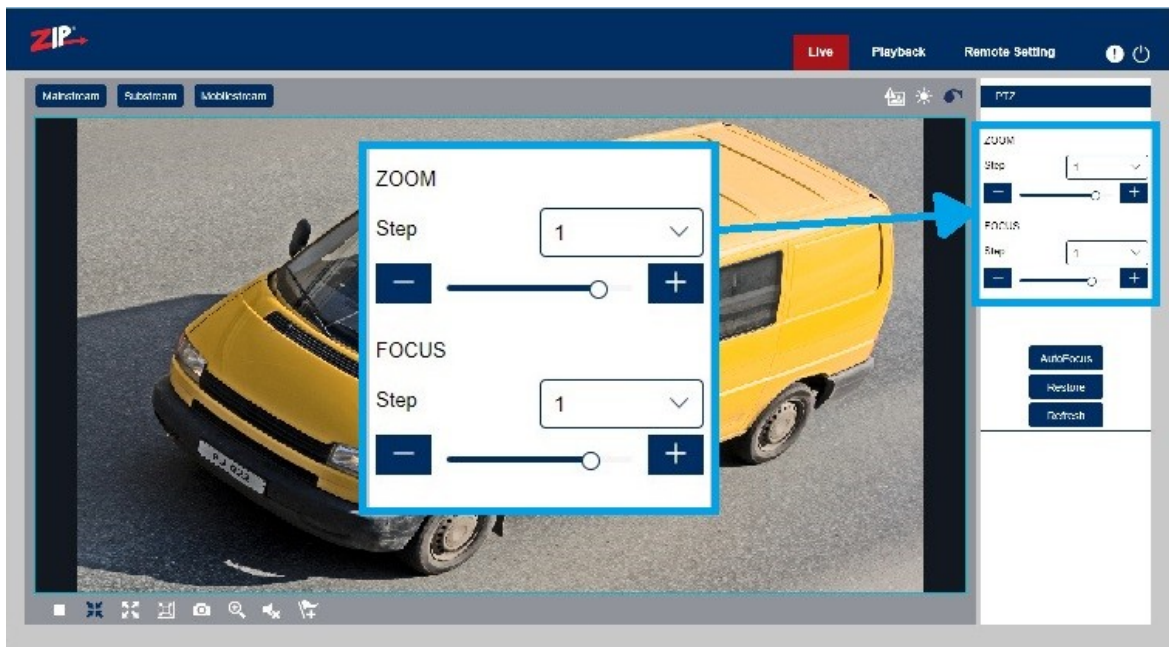 ZIP
Live Playback Remote Setting
Mainstream Substream Mobilestream
PTZ
ZOOM
Step 1
FOCUS
Step 1
ZOOM
Step 1
FOCUS
Step 1
AutoFocus
Restore
Refresh